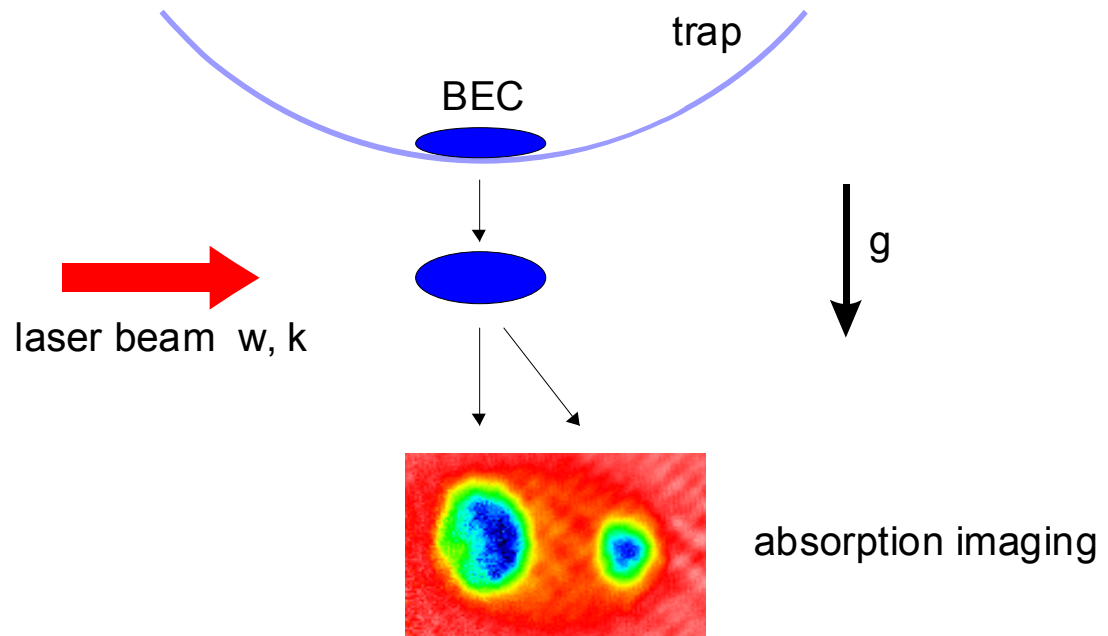 trap
BEC
g
laser beam w, k
absorption imaging